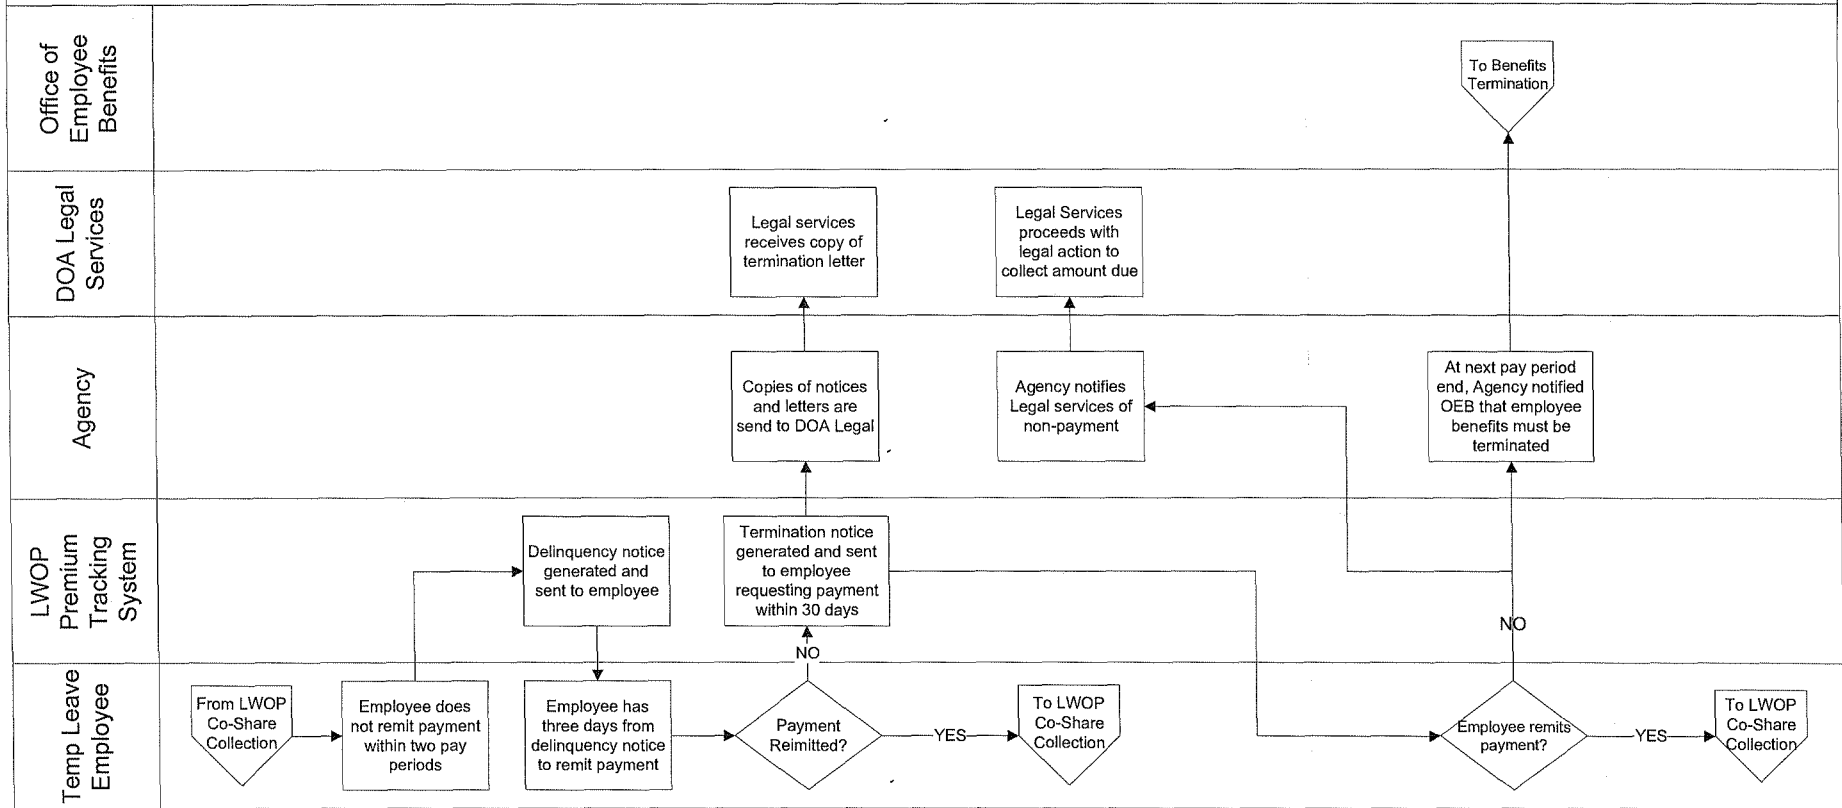 Office of
Employee
Benefits
To Benefits
Termination
DOA Legal
Services
Legal services
receives copy of
termination letter
Legal Services
proceeds with
legal action to
collect amount due
Agency
Copies of notices
and letters are
send to DOA Legal
Agency notifies
Legal services of
non-payment
At next pay period
end, Agency notified
OEB that employee
benefits must be
terminated
LWOP
Premium
Tracking
System
Delinquency notice
generated and
sent to employee
Termination notice
generated and sent
to employee
requesting payment
within 30 days
NO
NO
Temp Leave
Employee
From LWOP
Co-Share
Collection
Employee does
not remit payment
within two pay
periods
Employee has
three days from
delinquency notice
to remit payment
Payment
Reimitted?
YES
To LWOP
Co-Share
Collection
Employee remits
payment?
YES
To LWOP
Co-Share
Collection